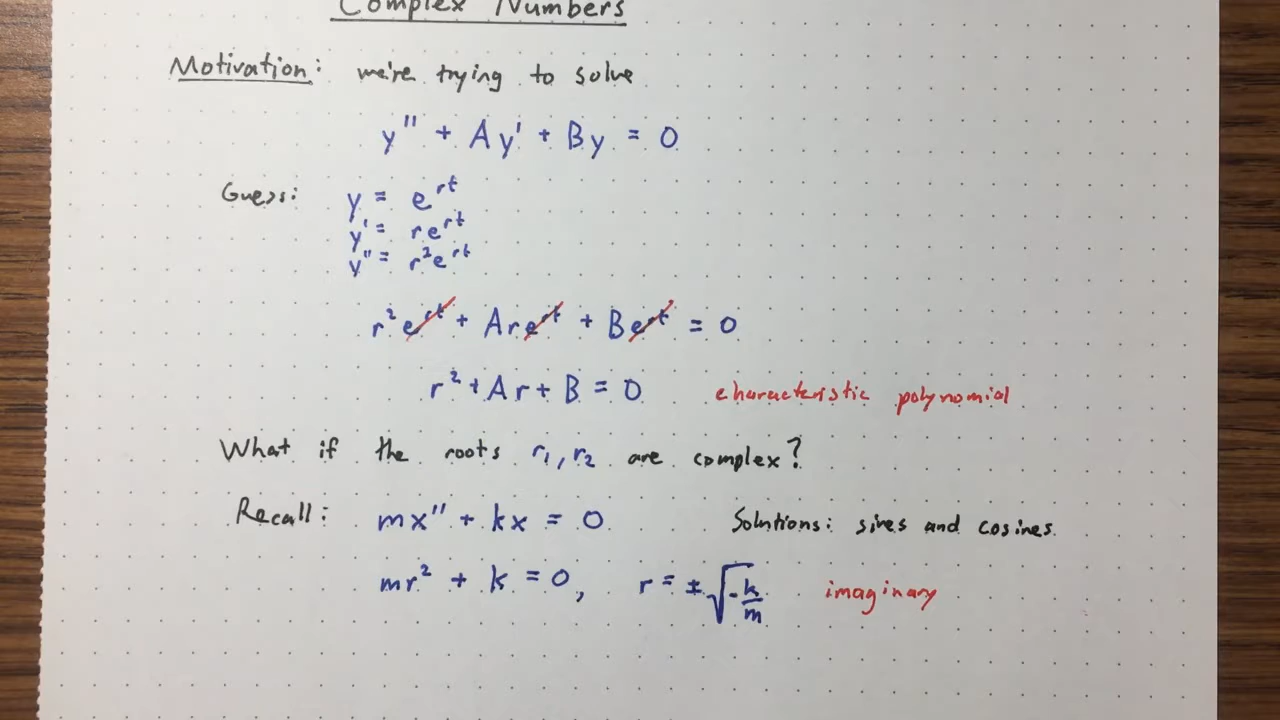 Complex Numbers
Motivation: we're trying to solve
y'' + Ay' + By = 0
Guess: y = e^{rt}
y' = re^{rt}
y'' = r²e^{rt}
r²e^{rt} + Are^{rt} + Be^{rt} = 0
r² + Ar + B = 0 characteristic polynomial
What if the roots r₁, r₂ are complex?
Recall: mx'' + kx = 0 Solutions: sines and cosines.
mr² + k = 0, r = ±√(-k/m) imaginary